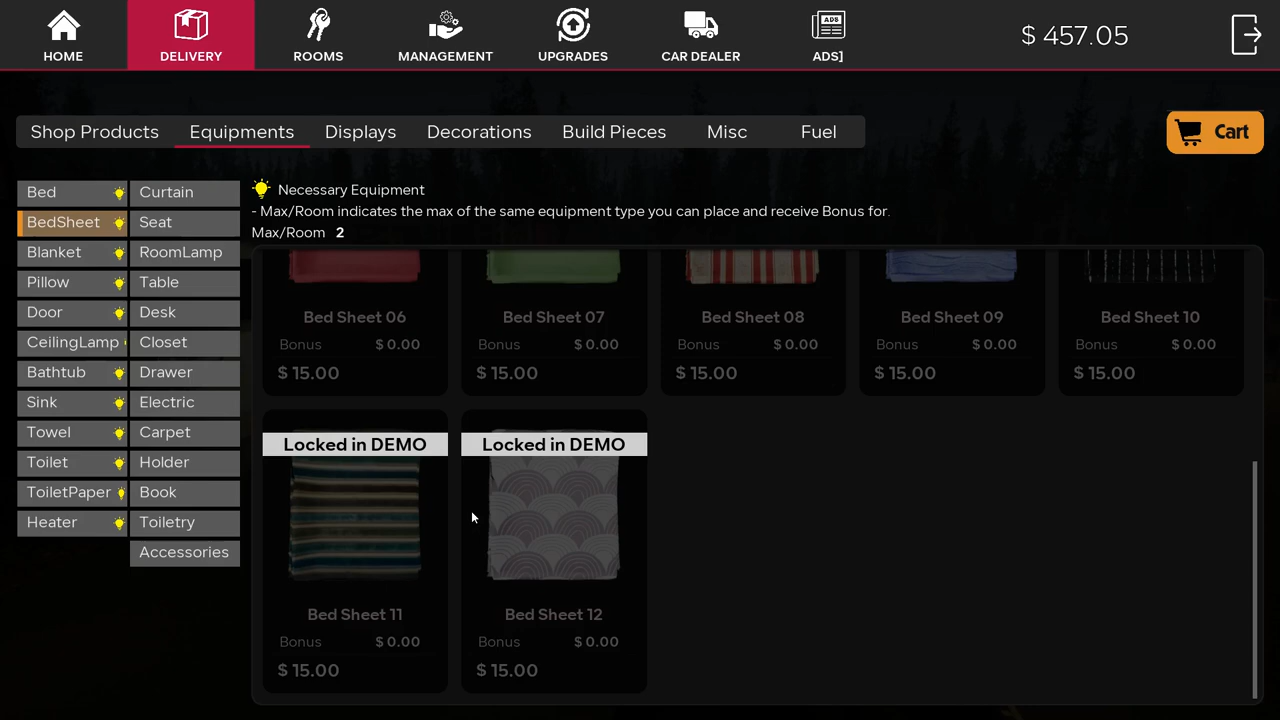 HOME DELIVERY ROOMS MANAGEMENT UPGRADES CAR DEALER ADS] $ 457.05
ADS
Shop Products Equipments Displays Decorations Build Pieces Misc Fuel Cart
Bed Curtain
BedSheet Seat
Blanket RoomLamp
Pillow Table
Door Desk
CeilingLamp Closet
Bathtub Drawer
Sink Electric
Towel Carpet
Toilet Holder
ToiletPaper Book
Heater Toiletry
Accessories
Necessary Equipment
- Max/Room indicates the max of the same equipment type you can place and receive Bonus for.
Max/Room 2
Bed Sheet 06 Bed Sheet 07 Bed Sheet 08 Bed Sheet 09 Bed Sheet 10
Bonus $ 0.00 Bonus $ 0.00 Bonus $ 0.00 Bonus $ 0.00 Bonus $ 0.00
$ 15.00 $ 15.00 $ 15.00 $ 15.00 $ 15.00
Locked in DEMO Locked in DEMO
Bed Sheet 11 Bed Sheet 12
Bonus $ 0.00 Bonus $ 0.00
$ 15.00 $ 15.00